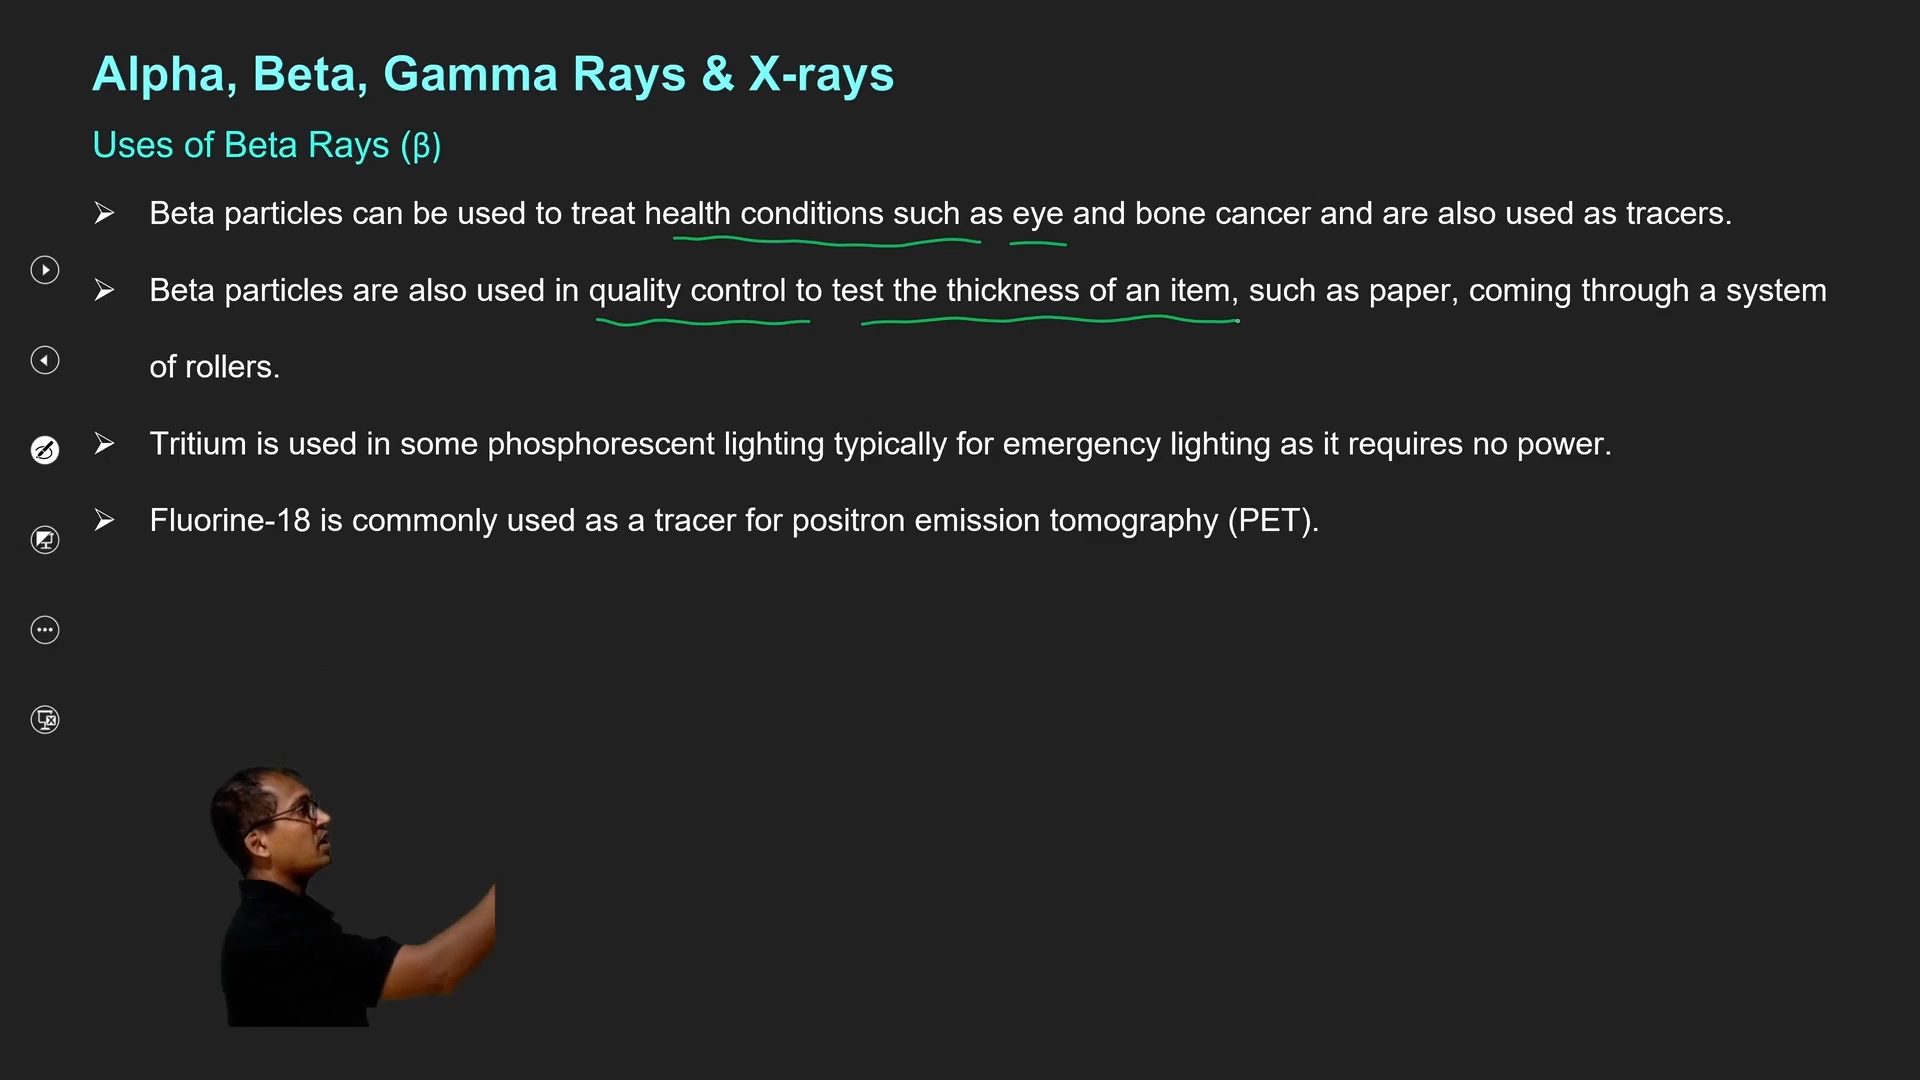 Alpha, Beta, Gamma Rays & X-rays
Uses of Beta Rays (β)
Beta particles can be used to treat health conditions such as eye and bone cancer and are also used as tracers.
Beta particles are also used in quality control to test the thickness of an item, such as paper, coming through a system
of rollers.
Tritium is used in some phosphorescent lighting typically for emergency lighting as it requires no power.
Fluorine-18 is commonly used as a tracer for positron emission tomography (PET).